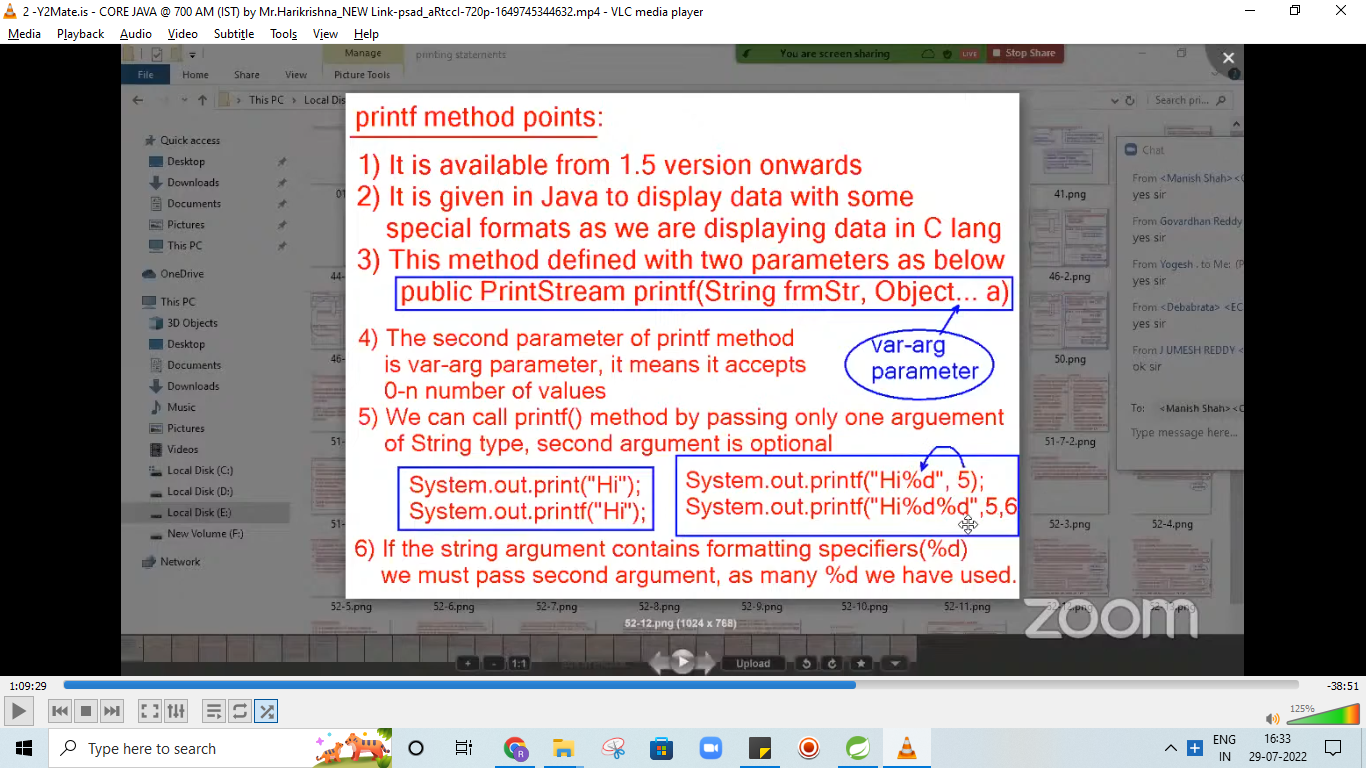 2 -Y2Mate.is - CORE JAVA @ 700 AM (IST) by Mr.Harikrishna_NEW Link-psad_aRtccI-720p-1649745344632.mp4 - VLC media player
Media Playback Audio Video Subtitle Tools View Help
Manage printing statements You are screen sharing LIVE Stop Share
File Home Share View Picture Tools
This PC Local Dis Search pri...
printf method points:
1) It is available from 1.5 version onwards
2) It is given in Java to display data with some
special formats as we are displaying data in C lang
3) This method defined with two parameters as below
public PrintStream printf(String frmStr, Object... a)
var-arg
parameter
4) The second parameter of printf method
is var-arg parameter, it means it accepts
0-n number of values
5) We can call printf() method by passing only one arguement
of String type, second argument is optional
System.out.print("Hi");
System.out.printf("Hi");
System.out.printf("Hi%d", 5);
System.out.printf("Hi%d%d",5,6
6) If the string argument contains formatting specifiers(%d)
we must pass second argument, as many %d we have used.
Quick access
Desktop
Downloads
Documents
Pictures
This PC
OneDrive
This PC
3D Objects
Desktop
Documents
Downloads
Music
Pictures
Videos
Local Disk (C:)
Local Disk (D:)
Local Disk (E:)
New Volume (F:)
Network
01
44-
46-
51-
51-
41.png
46-2.png
50.png
51-7-2.png
52-3.png
52-4.png
Chat
From <Manish Shah><
yes sir
From Govardhan Reddy
yes sir
From Yogesh . to Me: (P
yes sir
From <Debabrata> <EC
yes sir
From J UMESH REDDY <
ok sir
To: <Manish Shah><C
Type message here...
52-5.png 52-6.png 52-7.png 52-8.png 52-9.png 52-10.png 52-11.png
52-12.png (1024 x 768)
zoom
+ - 1:1 Upload
1:09:29 -38:51
125%
Type here to search
R
ENG
IN
16:33
29-07-2022